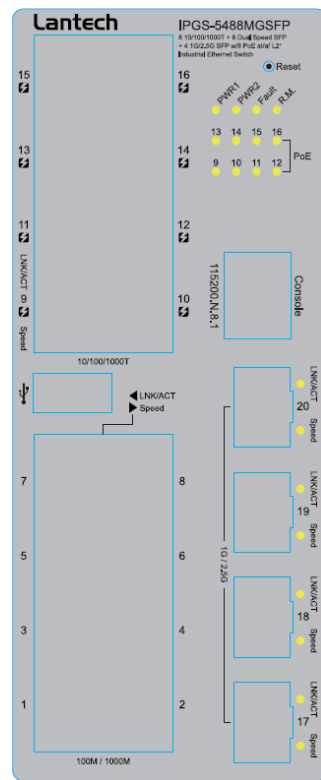 Lantech
IPGS-5488MGSFP
8 10/100/1000T + 8 Dual Speed SFP
+ 4 1G/2.5G SFP w/8 PoE at/af L2+
Industrial Ethernet Switch
Reset
PWR1 PWR2 Fault R.M.
13 14 15 16
9 10 11 12
PoE
15 16
13 14
11 12
LNK/ACT
9 10
Speed
10/100/1000T
115200.N.8.1
Console
LNK/ACT
Speed
7 8
5 6
3 4
1 2
100M / 1000M
1G / 2.5G
LNK/ACT
20
Speed
LNK/ACT
19
Speed
LNK/ACT
18
Speed
LNK/ACT
17
Speed